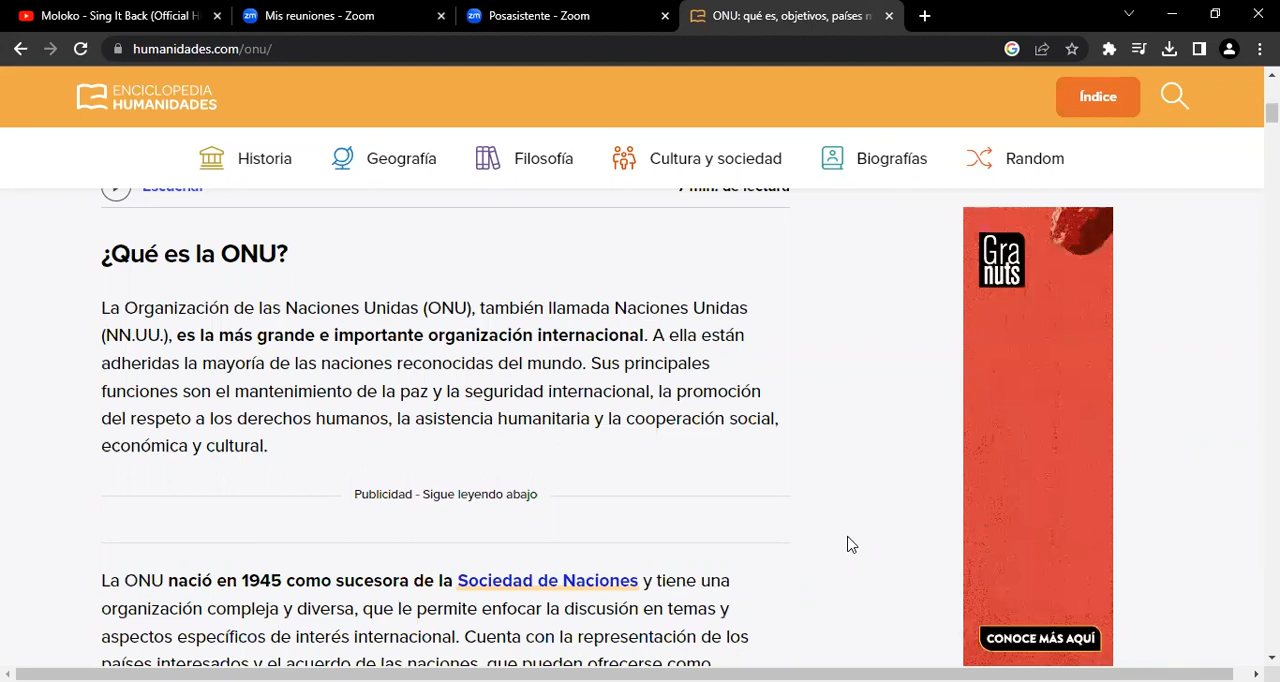 Moloko - Sing It Back (Official H
Mis reuniones - Zoom
Posasistente - Zoom
ONU: qué es, objetivos, países m
humanidades.com/onu/
ENCICLOPEDIA
HUMANIDADES
Índice
Historia
Geografía
Filosofía
Cultura y sociedad
Biografías
Random
Escuchar
7 min. de lectura
¿Qué es la ONU?
La Organización de las Naciones Unidas (ONU), también llamada Naciones Unidas
(NN.UU.), es la más grande e importante organización internacional. A ella están
adheridas la mayoría de las naciones reconocidas del mundo. Sus principales
funciones son el mantenimiento de la paz y la seguridad internacional, la promoción
del respeto a los derechos humanos, la asistencia humanitaria y la cooperación social,
económica y cultural.
Publicidad - Sigue leyendo abajo
La ONU nació en 1945 como sucesora de la Sociedad de Naciones y tiene una
organización compleja y diversa, que le permite enfocar la discusión en temas y
aspectos específicos de interés internacional. Cuenta con la representación de los
países interesados y el acuerdo de las naciones, que pueden ofrecerse como
Gra
nuts
CONOCE MÁS AQUÍ